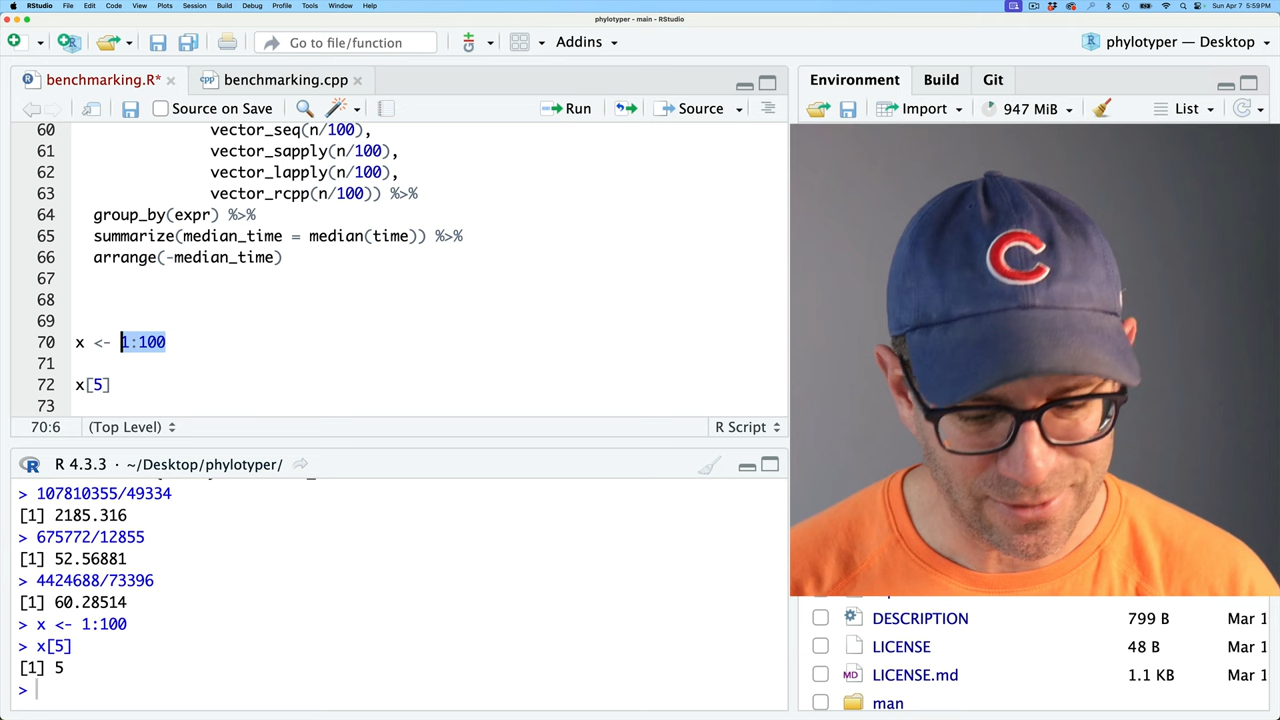 RStudio File Edit Code View Plots Session Build Debug Profile Tools Window Help Sun Apr 7 5:59 PM
phylotyper - main - RStudio
Go to file/function Addins phylotyper — Desktop
benchmarking.R* benchmarking.cpp
Source on Save Run Source
60 vector_seq(n/100),
61 vector_sapply(n/100),
62 vector_lapply(n/100),
63 vector_rcpp(n/100)) %>%
64 group_by(expr) %>%
65 summarize(median_time = median(time)) %>%
66 arrange(-median_time)
67
68
69
70 x <- 1:100
71
72 x[5]
73
70:6 (Top Level) R Script
R 4.3.3 · ~/Desktop/phylotyper/
> 107810355/49334
[1] 2185.316
> 675772/12855
[1] 52.56881
> 4424688/73396
[1] 60.28514
> x <- 1:100
> x[5]
[1] 5
>
Environment Build Git
Import 947 MiB List
C
DESCRIPTION 799 B Mar 1
LICENSE 48 B Mar 1
LICENSE.md 1.1 KB Mar 1
man